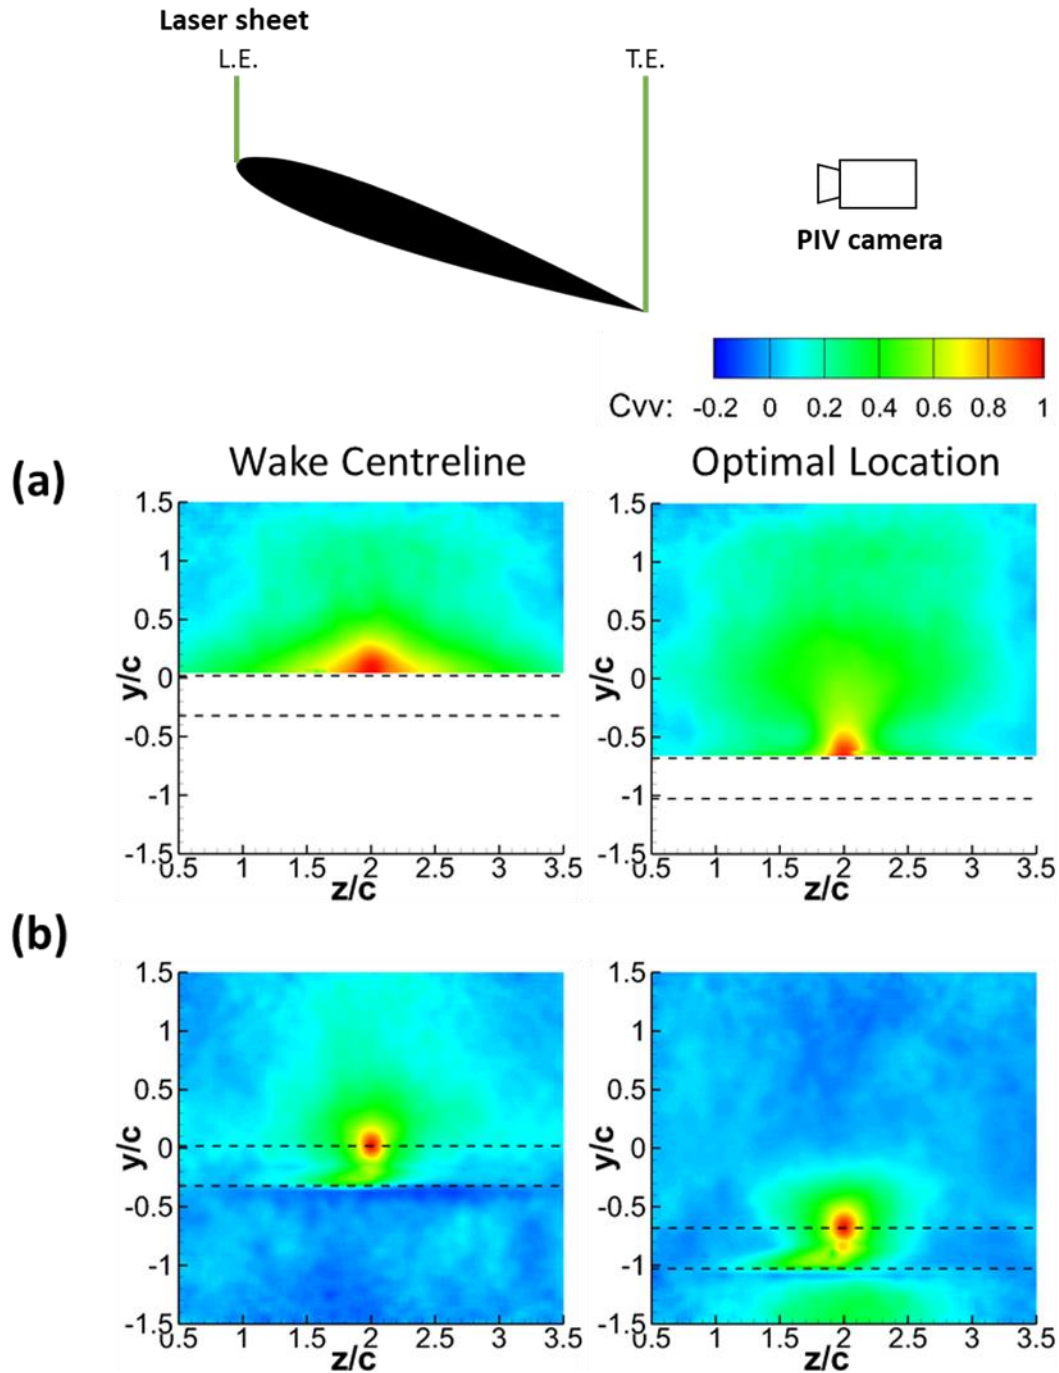 Laser sheet
L.E.
T.E.
PIV camera
Cvv: -0.2 0 0.2 0.4 0.6 0.8 1
(a)
Wake Centreline
Optimal Location
1.5
1
0.5
0
-0.5
-1
-1.5
y/c
0.5 1 1.5 2 2.5 3 3.5
z/c
1.5
1
0.5
0
-0.5
-1
-1.5
y/c
0.5 1 1.5 2 2.5 3 3.5
z/c
(b)
1.5
1
0.5
0
-0.5
-1
-1.5
y/c
0.5 1 1.5 2 2.5 3 3.5
z/c
1.5
1
0.5
0
-0.5
-1
-1.5
y/c
0.5 1 1.5 2 2.5 3 3.5
z/c